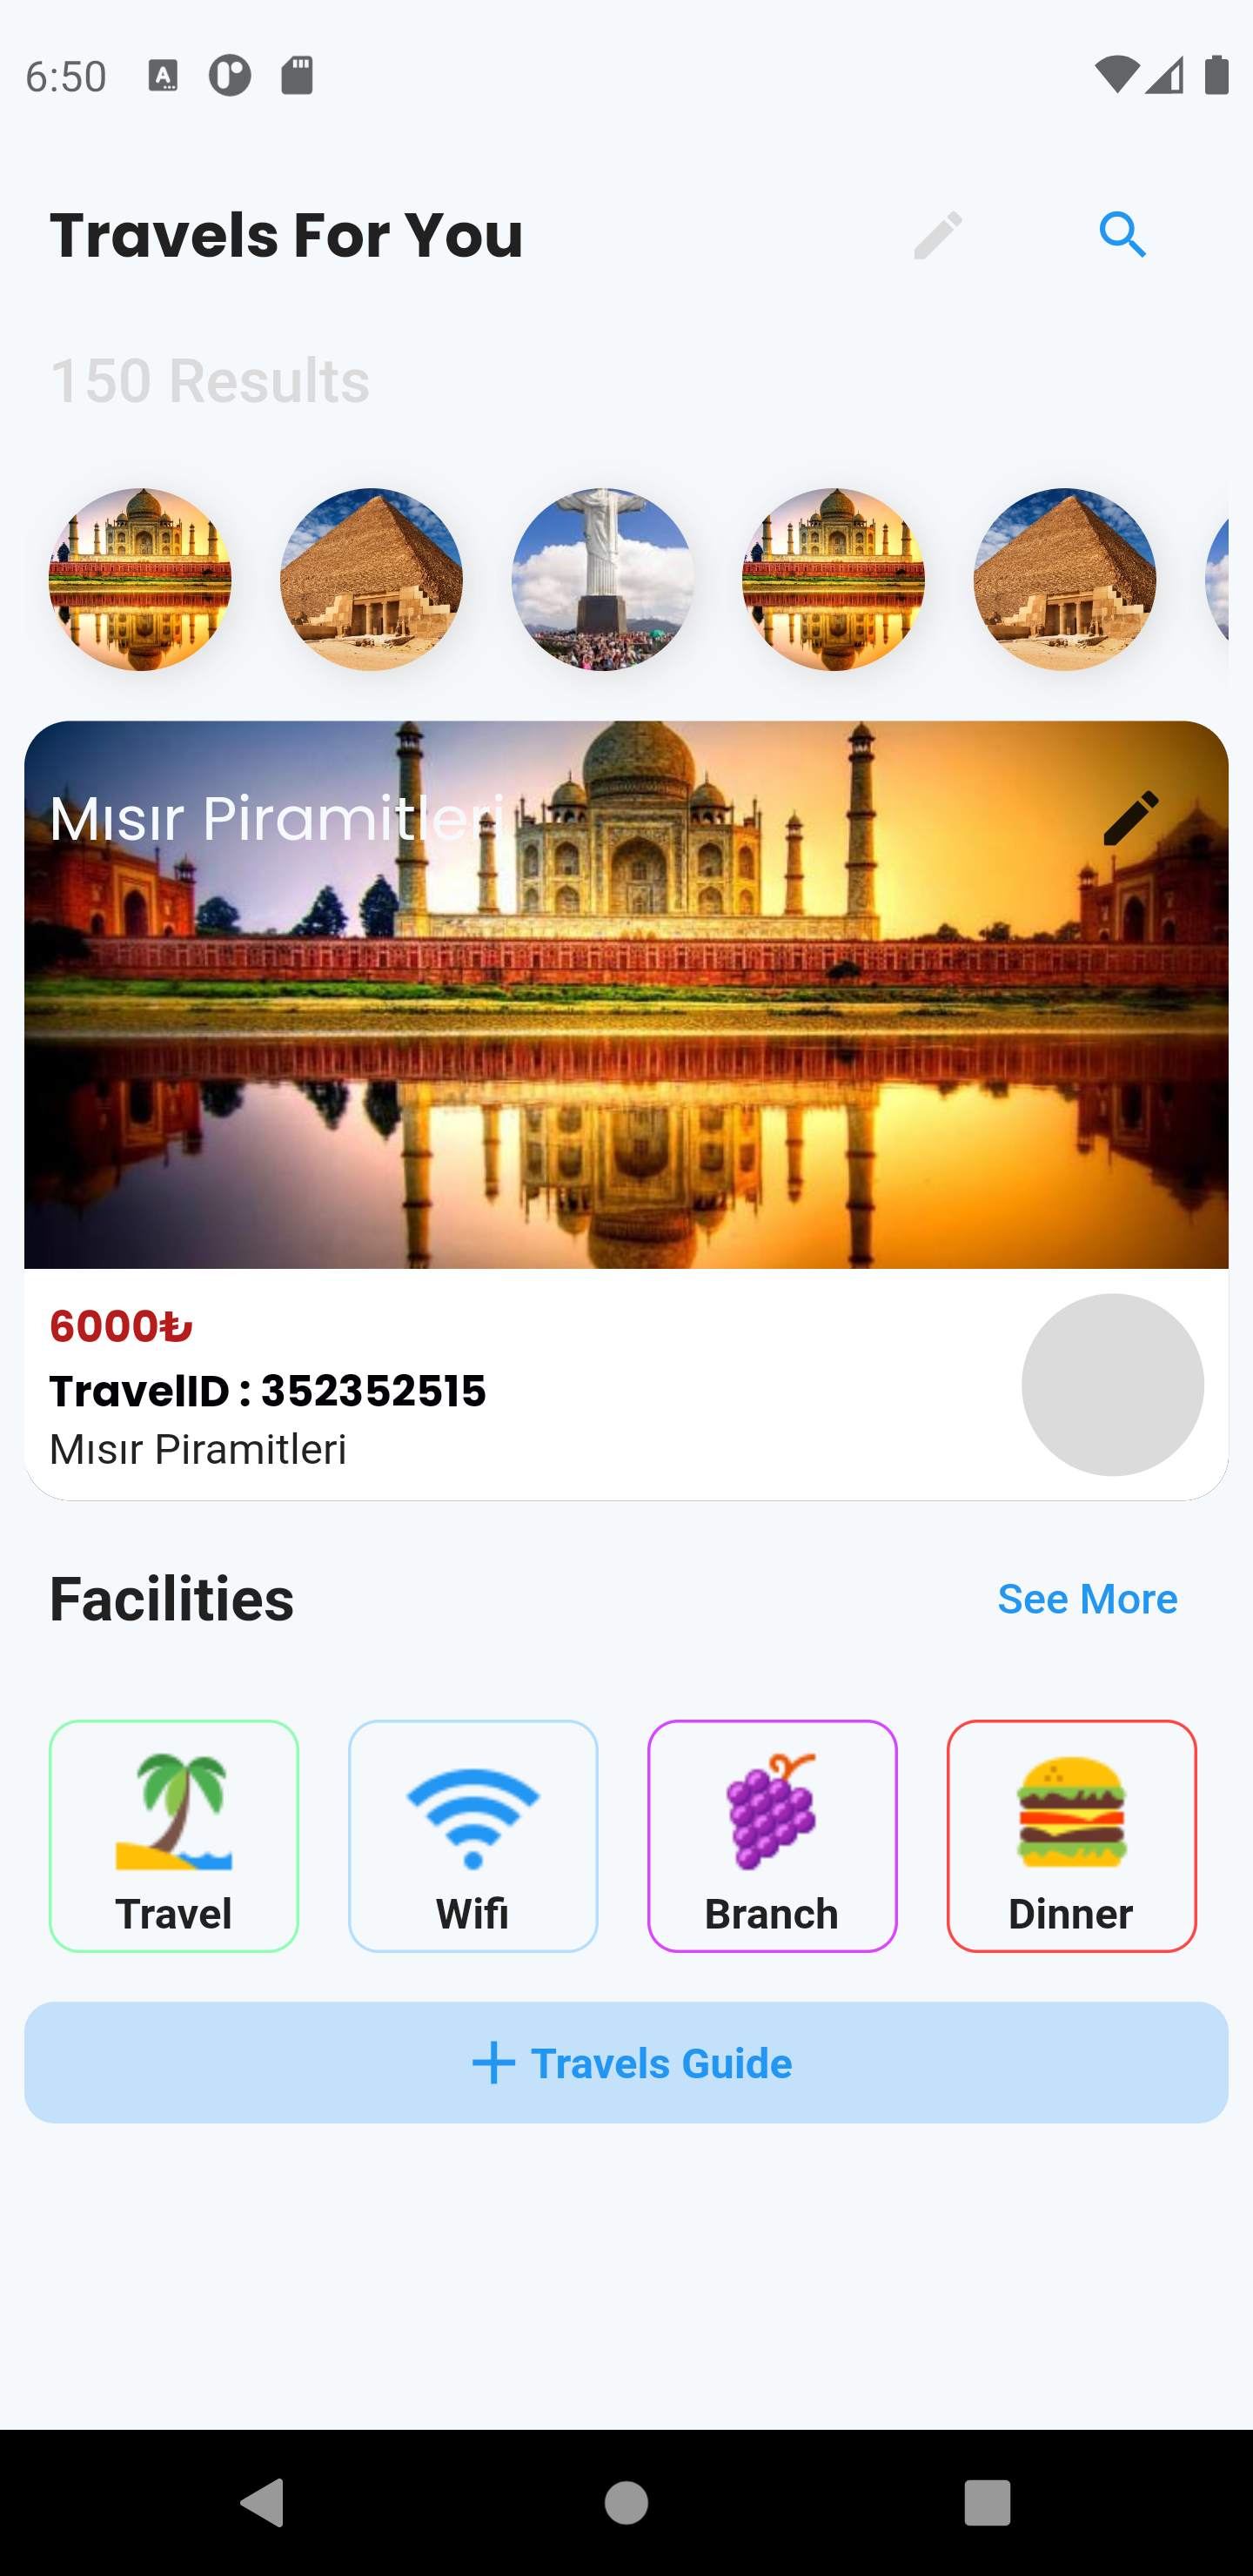 6:50
Travels For You
150 Results
Mısır Piramitleri
6000₺
TravelID : 352352515
Mısır Piramitleri
Facilities
See More
Travel
Wifi
Branch
Dinner
+ Travels Guide